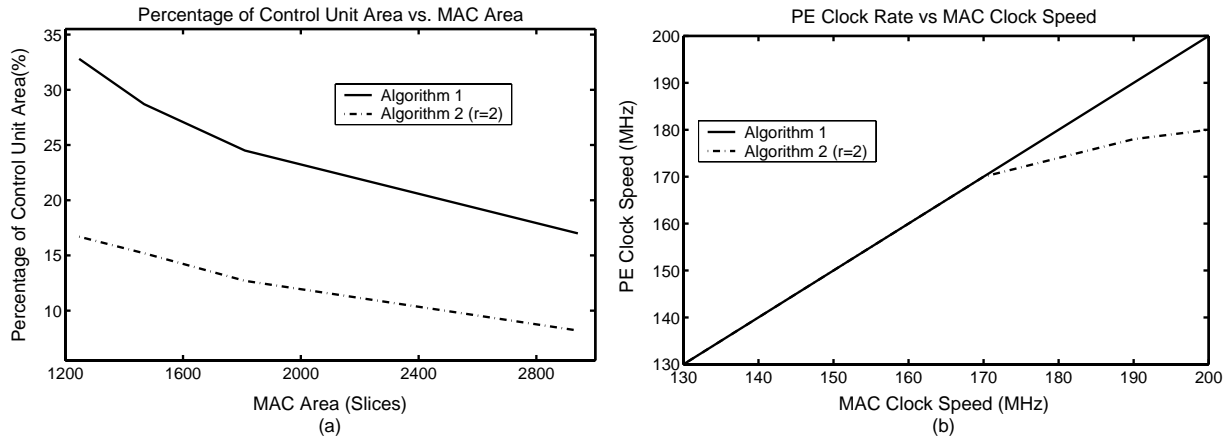 Percentage of Control Unit Area vs. MAC Area
35
30
25
20
15
10
1200
1600
2000
2400
2800
Percentage of Control Unit Area(%)
MAC Area (Slices)
(a)
Algorithm 1
Algorithm 2 (r=2)
PE Clock Rate vs MAC Clock Speed
200
190
180
170
160
150
140
130
130
140
150
160
170
180
190
200
PE Clock Speed (MHz)
MAC Clock Speed (MHz)
(b)
Algorithm 1
Algorithm 2 (r=2)